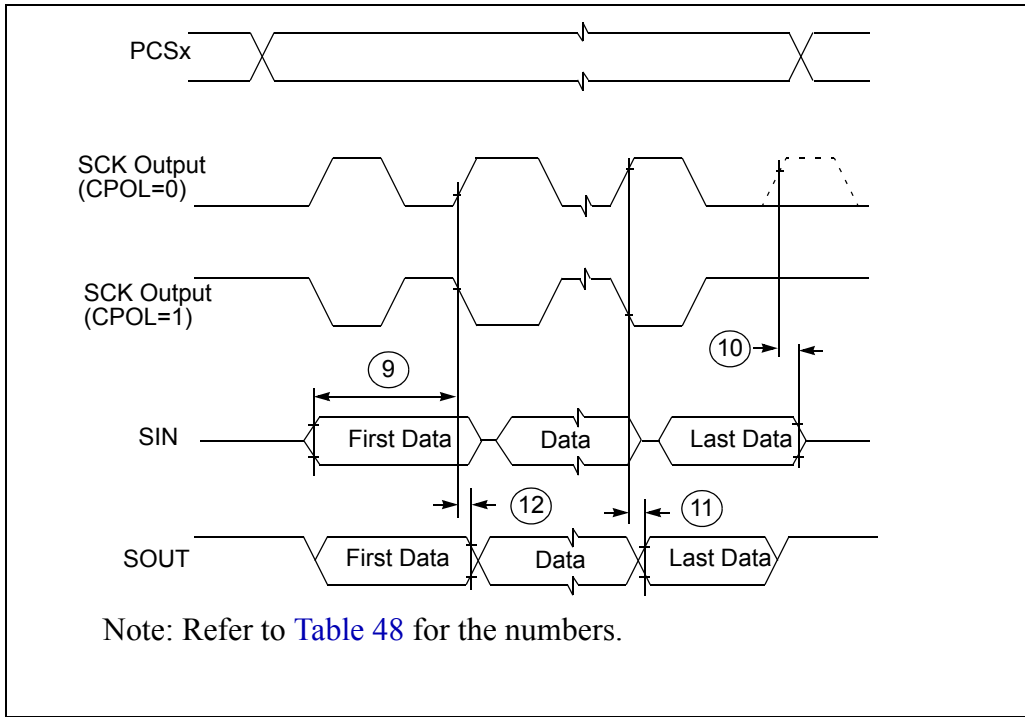 PCSx
SCK Output
(CPOL=0)
SCK Output
(CPOL=1)
10
9
SIN
First Data
Data
Last Data
12
11
SOUT
First Data
Data
Last Data
Note: Refer to Table 48 for the numbers.